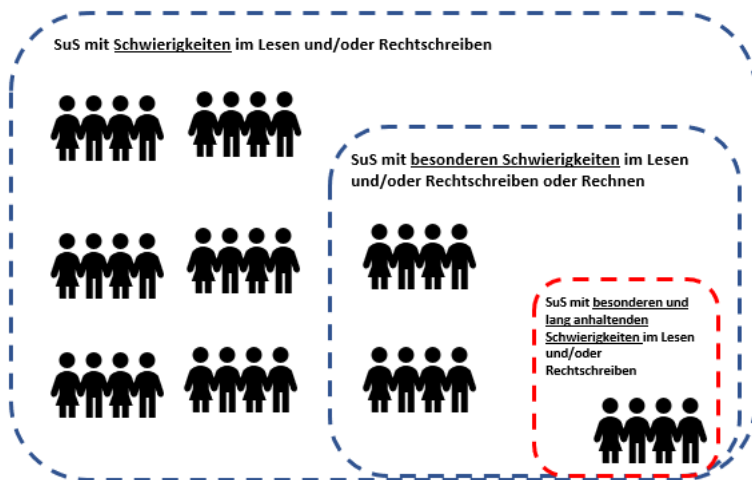 SuS mit Schwierigkeiten im Lesen und/oder Rechtschreiben
SuS mit besonderen Schwierigkeiten im Lesen
und/oder Rechtschreiben oder Rechnen
SuS mit besonderen und
lang anhaltenden
Schwierigkeiten im Lesen
und/oder
Rechtschreiben